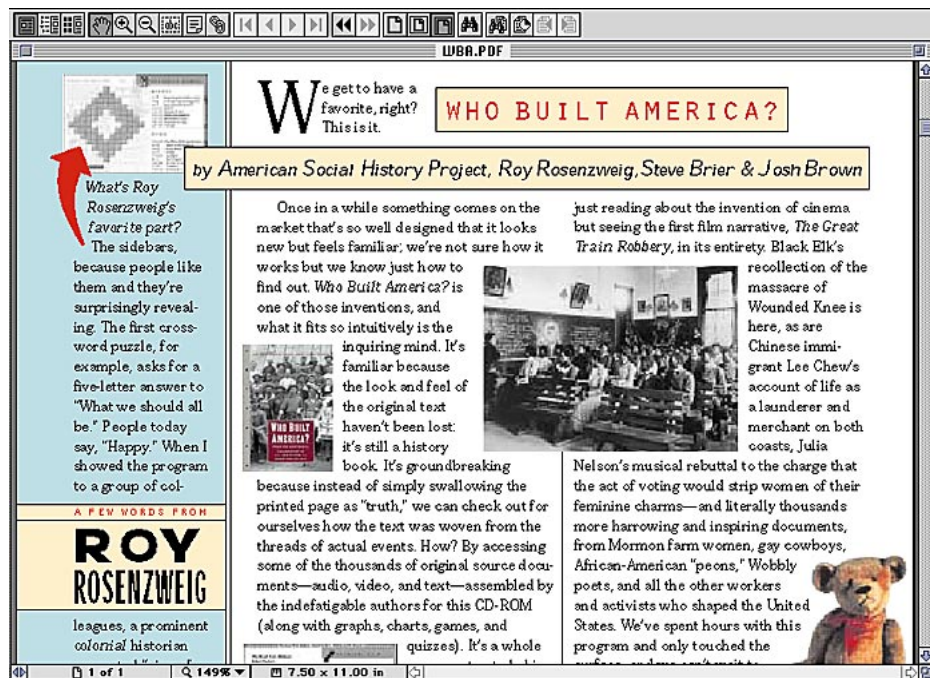 WBA.PDF
We get to have a
favorite, right?
This is it.
WHO BUILT AMERICA?
by American Social History Project, Roy Rosenzweig, Steve Brier & Josh Brown
What's Roy
Rosenzweig's
favorite part?
The sidebars,
because people like
them and they're
surprisingly reveal-
ing. The first cross-
word puzzle, for
example, asks for a
five-letter answer to
"What we should all
be." People today
say, "Happy." When I
showed the program
to a group of col-
A FEW WORDS FROM
ROY
ROSENZWEIG
leagues, a prominent
colonial historian
Once in a while something comes on the
market that's so well designed that it looks
new but feels familiar; we're not sure how it
works but we know just how to
find out. Who Built America? is
one of those inventions, and
what it fits so intuitively is the
inquiring mind. It's
familiar because
the look and feel of
the original text
haven't been lost:
it's still a history
book. It's groundbreaking
because instead of simply swallowing the
printed page as "truth," we can check out for
ourselves how the text was woven from the
threads of actual events. How? By accessing
some of the thousands of original source docu-
ments—audio, video, and text—assembled by
the indefatigable authors for this CD-ROM
(along with graphs, charts, games, and
quizzes). It's a whole
WHO BUILT
AMERICA?
just reading about the invention of cinema
but seeing the first film narrative, The Great
Train Robbery, in its entirety. Black Elk's
recollection of the
massacre of
Wounded Knee is
here, as are
Chinese immi-
grant Lee Chew's
account of life as
a launderer and
merchant on both
coasts, Julia
Nelson's musical rebuttal to the charge that
the act of voting would strip women of their
feminine charms—and literally thousands
more harrowing and inspiring documents,
from Mormon farm women, gay cowboys,
African-American "peons," Wobbly
poets, and all the other workers
and activists who shaped the United
States. We've spent hours with this
program and only touched the
1 of 1
149%
7.50 x 11.00 in